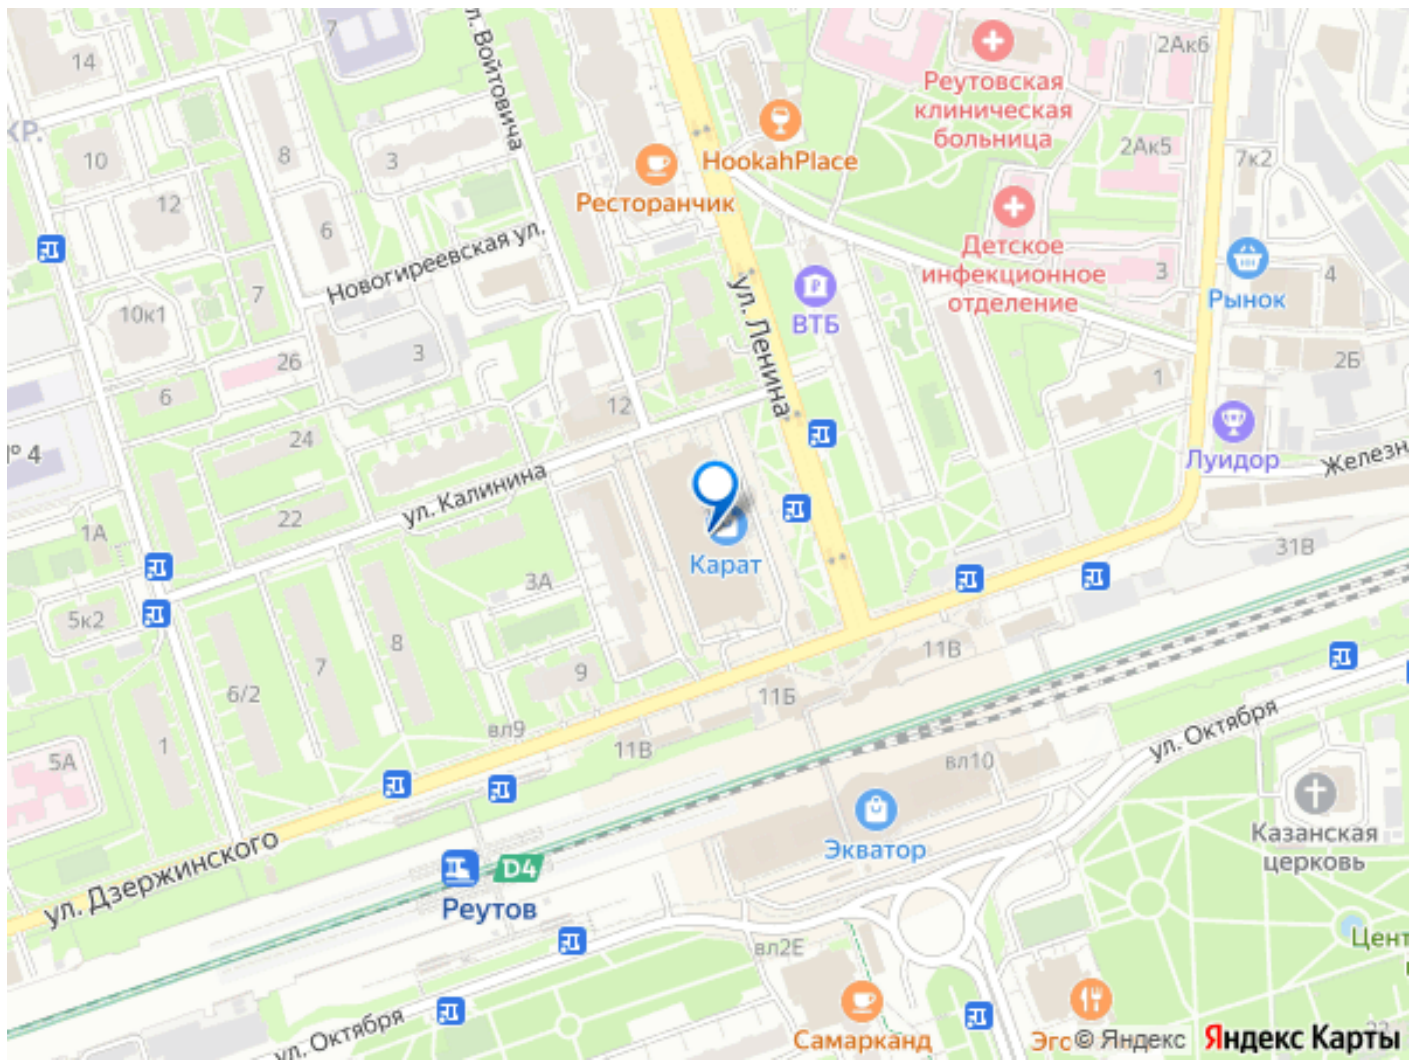 7
14
ул. Войтовича
КР.
10
8
3
12
6
7
Новогиреевская ул.
10к1
26
3
6
24
12
№ 4
22
1А
ул. Калинина
5к2
3А
7
8
6/2
9
1
5А
вл9
11В
11Б
11В
HookahPlace
Ресторанчик
ул. Ленина
ВТБ
Карат
Реутовская
клиническая
больница
2Ак6
2Ак5
7к2
Детское
инфекционное
отделение
3
4
Рынок
1
2Б
Луидор
31В
ул. Дзержинского
D4
Реутов
вл10
Экватор
ул. Октября
Казанская
церковь
вл2Е
ул. Октября
Самарканд
© Яндекс
Яндекс Карты